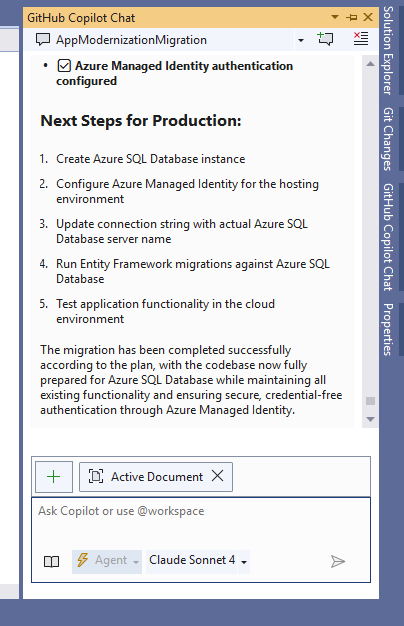 GitHub Copilot Chat
AppModernizationMigration
• Azure Managed Identity authentication
configured
Next Steps for Production:
1. Create Azure SQL Database instance
2. Configure Azure Managed Identity for the hosting
environment
3. Update connection string with actual Azure SQL
Database server name
4. Run Entity Framework migrations against Azure SQL
Database
5. Test application functionality in the cloud
environment
The migration has been completed successfully
according to the plan, with the codebase now fully
prepared for Azure SQL Database while maintaining all
existing functionality and ensuring secure, credential-free
authentication through Azure Managed Identity.
Active Document
Ask Copilot or use @workspace
Agent
Claude Sonnet 4
Solution Explorer
Git Changes
GitHub Copilot Chat
Properties